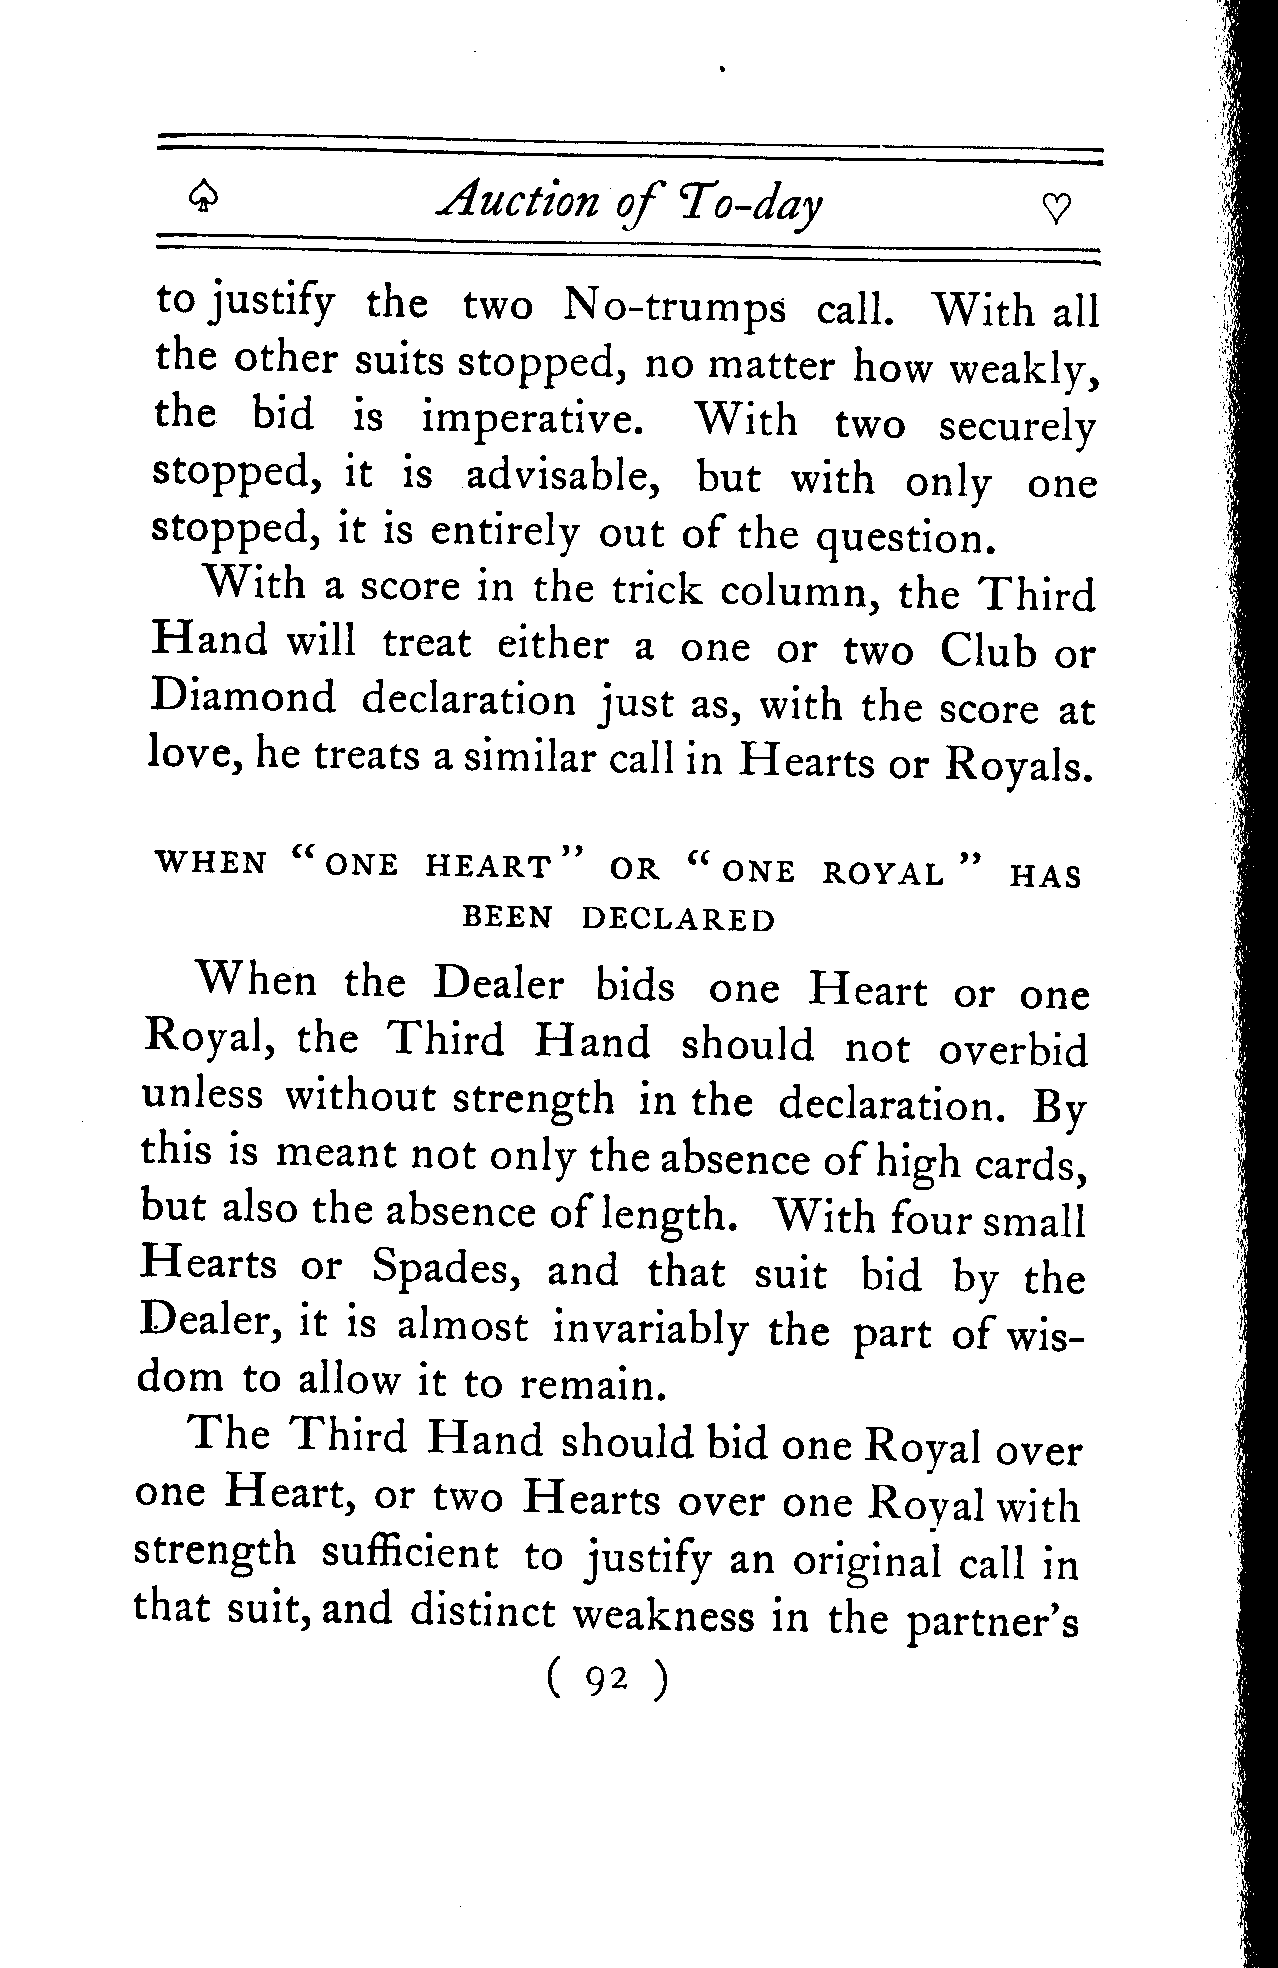 ♤ Auction of To-day ♡
to justify the two No-trumps call. With all
the other suits stopped, no matter how weakly,
the bid is imperative. With two securely
stopped, it is advisable, but with only one
stopped, it is entirely out of the question.
With a score in the trick column, the Third
Hand will treat either a one or two Club or
Diamond declaration just as, with the score at
love, he treats a similar call in Hearts or Royals.
WHEN “ONE HEART” OR “ONE ROYAL” HAS
BEEN DECLARED
When the Dealer bids one Heart or one
Royal, the Third Hand should not overbid
unless without strength in the declaration. By
this is meant not only the absence of high cards,
but also the absence of length. With four small
Hearts or Spades, and that suit bid by the
Dealer, it is almost invariably the part of wis-
dom to allow it to remain.
The Third Hand should bid one Royal over
one Heart, or two Hearts over one Royal with
strength sufficient to justify an original call in
that suit, and distinct weakness in the partner’s
( 92 )